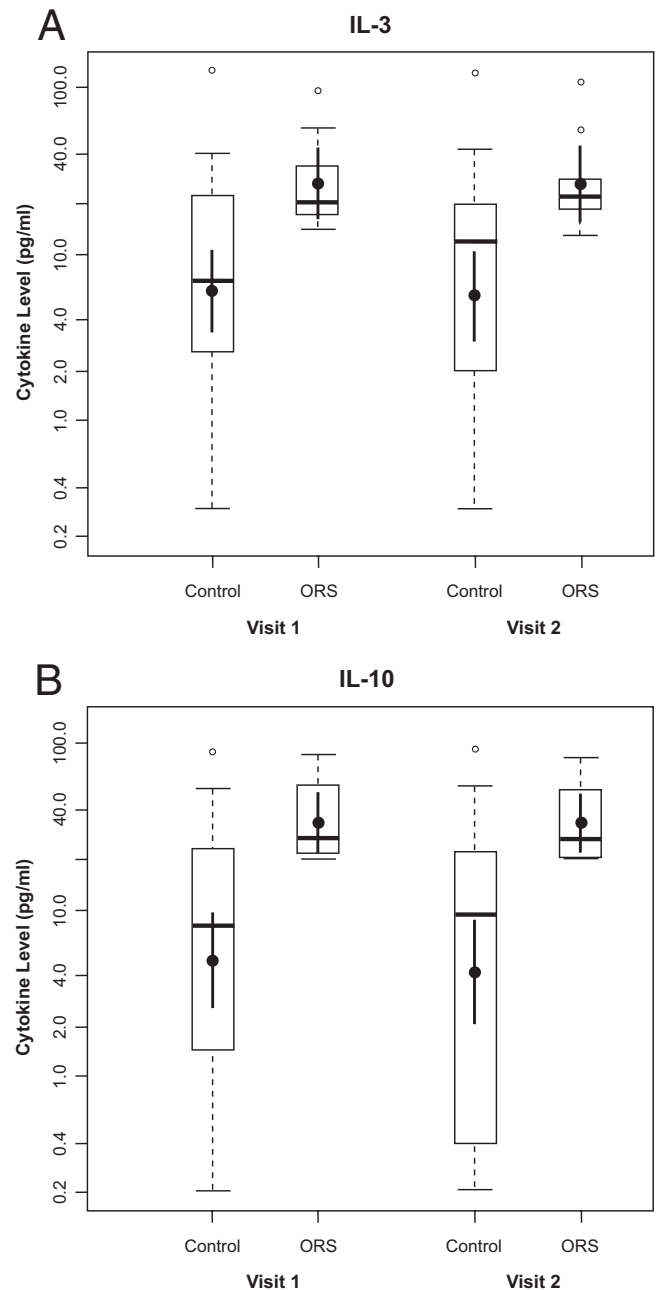 A
IL-3
Cytokine Level (pg/ml)
100.0
40.0
10.0
4.0
2.0
1.0
0.4
0.2
Control
ORS
Control
ORS
Visit 1
Visit 2
B
IL-10
Cytokine Level (pg/ml)
100.0
40.0
10.0
4.0
2.0
1.0
0.4
0.2
Control
ORS
Control
ORS
Visit 1
Visit 2